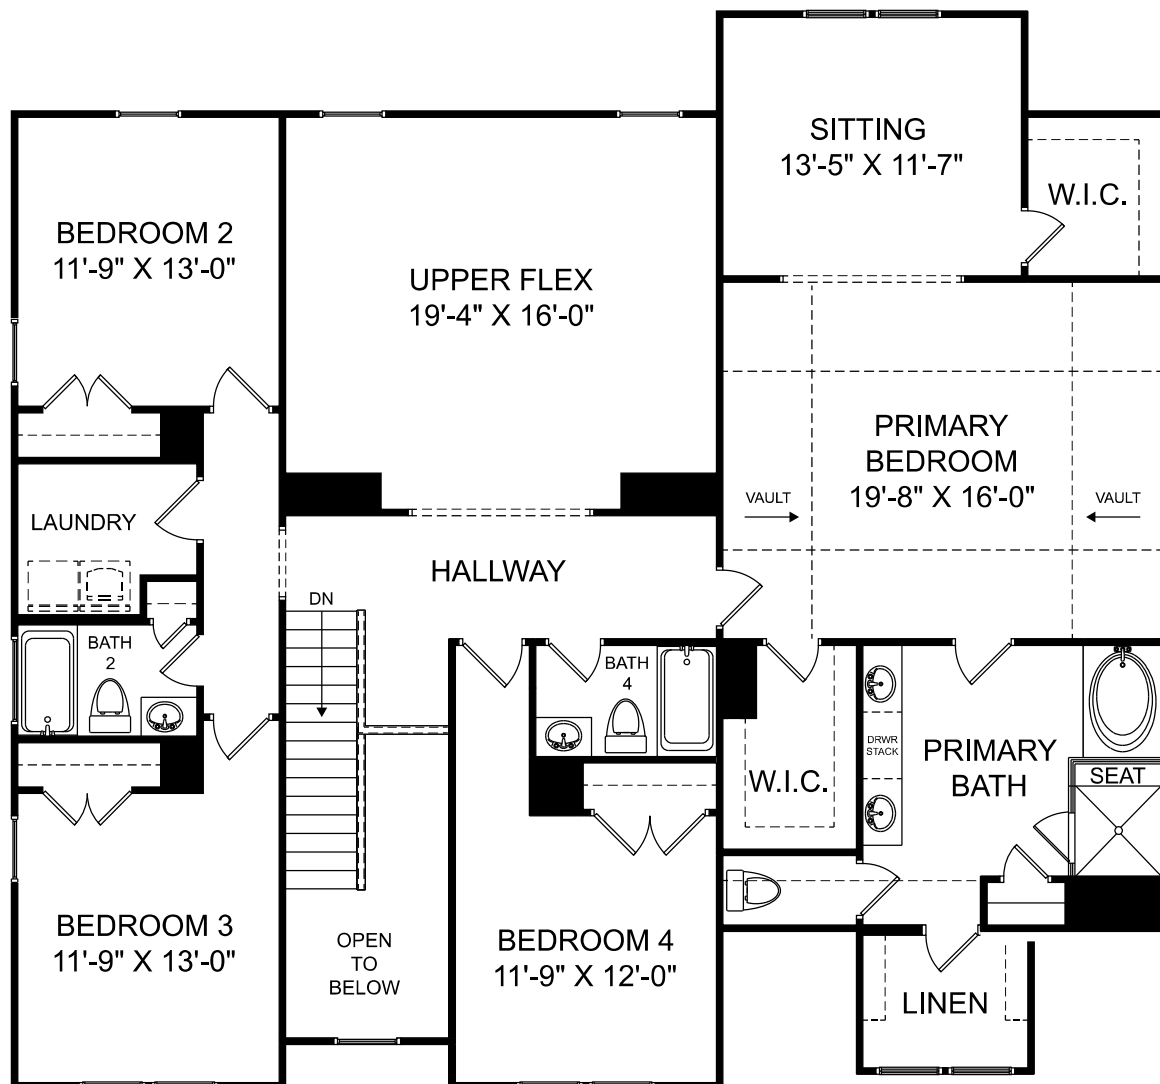 SITTING
13'-5" X 11'-7"
W.I.C.
BEDROOM 2
11'-9" X 13'-0"
UPPER FLEX
19'-4" X 16'-0"
PRIMARY
BEDROOM
19'-8" X 16'-0"
VAULT
VAULT
LAUNDRY
HALLWAY
DN
BATH
2
BATH
4
W.I.C.
DRWR
STACK
PRIMARY
BATH
SEAT
BEDROOM 3
11'-9" X 13'-0"
OPEN
TO
BELOW
BEDROOM 4
11'-9" X 12'-0"
LINEN